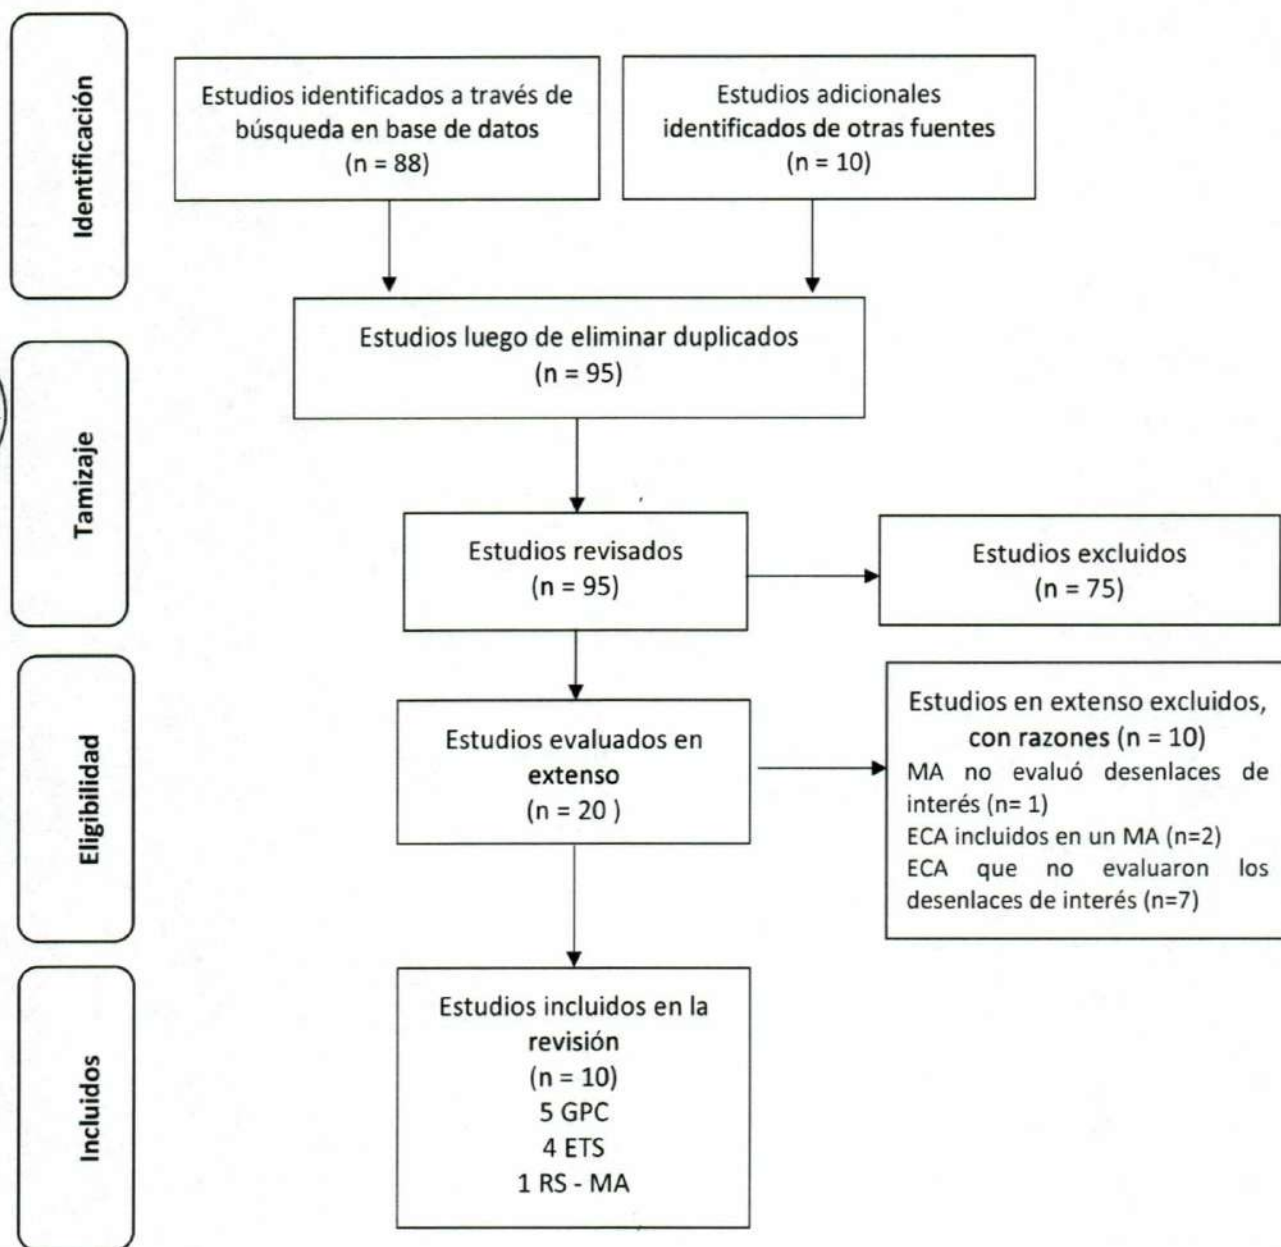 Identificación
Estudios identificados a través de
búsqueda en base de datos
(n = 88)
Estudios adicionales
identificados de otras fuentes
(n = 10)
Tamizaje
Estudios luego de eliminar duplicados
(n = 95)
Estudios revisados
(n = 95)
Estudios excluidos
(n = 75)
Eligibilidad
Estudios evaluados en
extenso
(n = 20 )
Estudios en extenso excluidos,
con razones (n = 10)
MA no evaluó desenlaces de
interés (n= 1)
ECA incluidos en un MA (n=2)
ECA que no evaluaron los
desenlaces de interés (n=7)
Incluidos
Estudios incluidos en la
revisión
(n = 10)
5 GPC
4 ETS
1 RS - MA